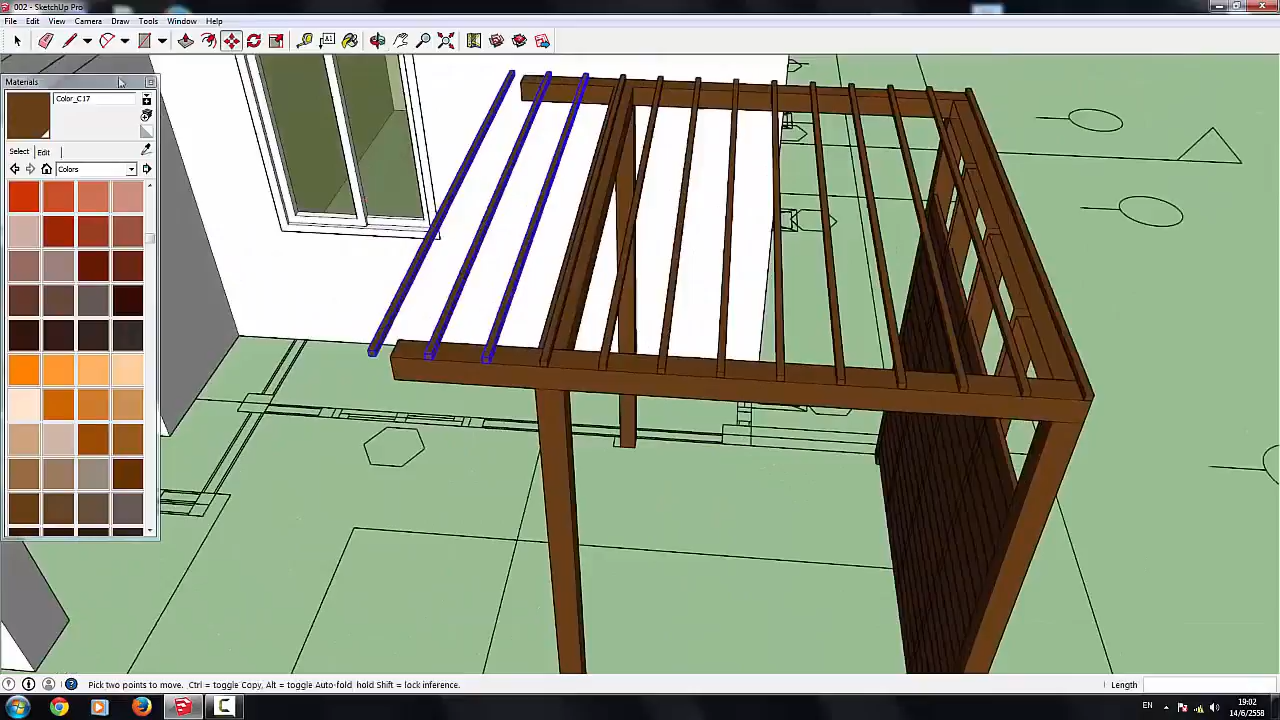 002 - SketchUp Pro
File Edit View Camera Draw Tools Window Help
A1
Materials
Color_C17
Select Edit
Colors
Pick two points to move. Ctrl = toggle Copy, Alt = toggle Auto-fold hold Shift = lock inference.
Length
EN
19:02
14/6/2558